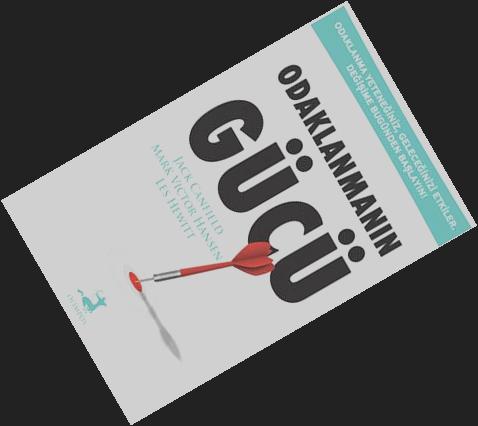 ODAKLANMA YETENEĞİNİZ, GELECEĞİNİZİ ETKİLER.
DEĞİŞİME BUGÜNDEN BAŞLAYIN!
ODAKLANMANIN
GÜCÜ
JACK CANFIELD
MARK VICTOR HANSEN
LES HEWITT
OLIMPOS